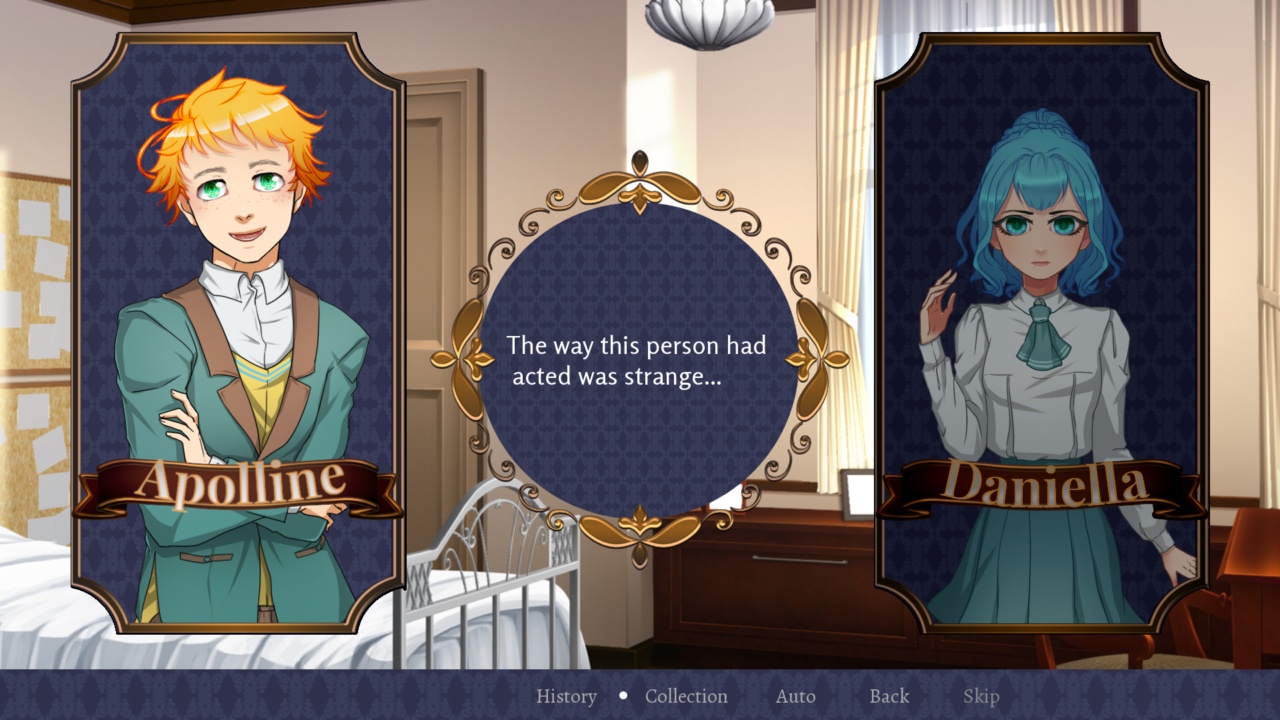 Apolline
The way this person had
acted was strange...
Daniella
History
Collection
Auto
Back
Skip